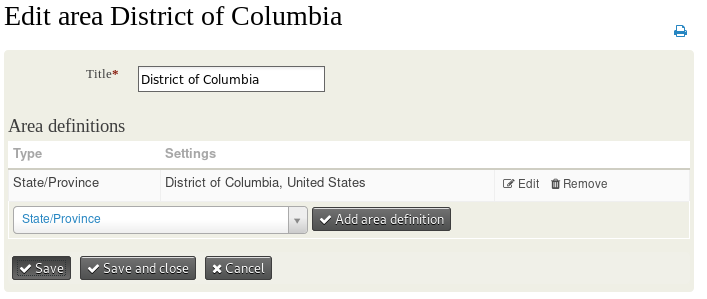 Edit area District of Columbia
Title*
District of Columbia
Area definitions
Type Settings
State/Province District of Columbia, United States Edit Remove
State/Province Add area definition
Save Save and close Cancel